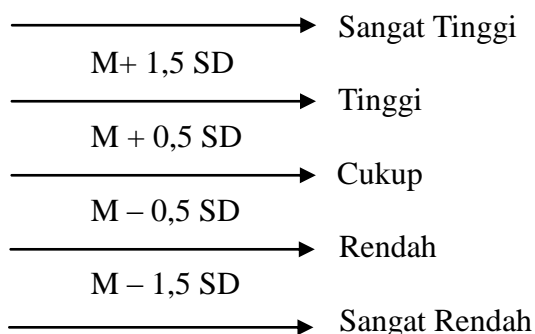 Sangat Tinggi
M+ 1,5 SD
Tinggi
M + 0,5 SD
Cukup
M – 0,5 SD
Rendah
M – 1,5 SD
Sangat Rendah